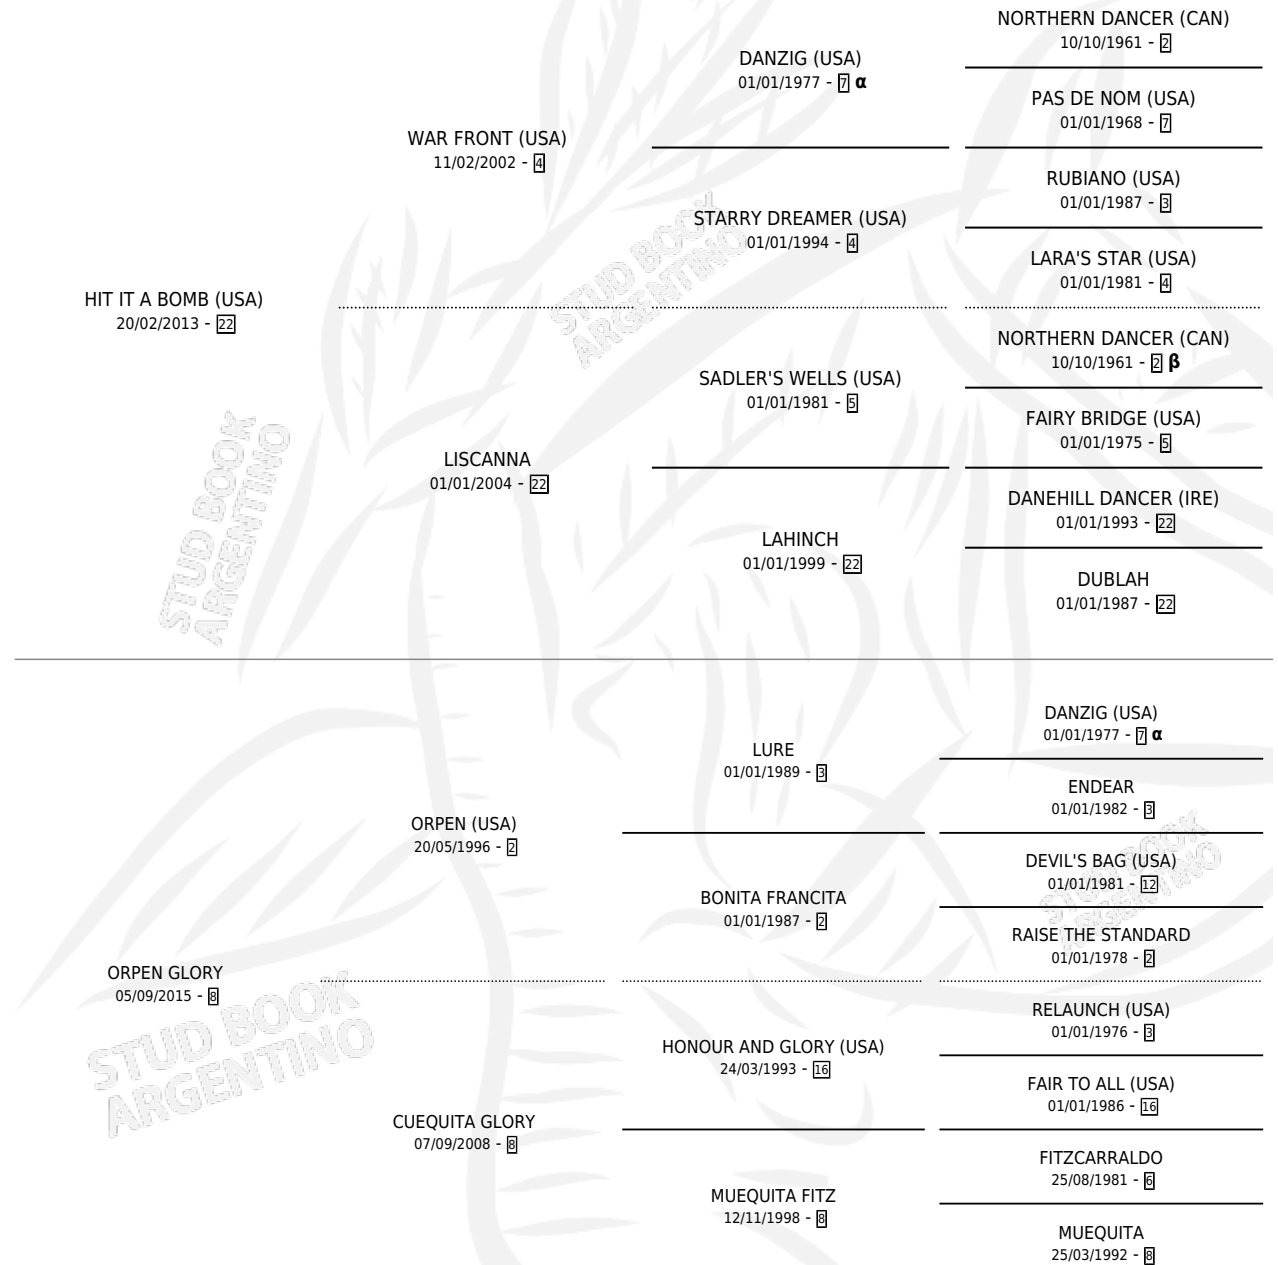 NORTHERN DANCER (CAN)
10/10/1961 - 2
DANZIG (USA)
01/01/1977 - 7 α
PAS DE NOM (USA)
01/01/1968 - 7
WAR FRONT (USA)
11/02/2002 - 4
RUBIANO (USA)
01/01/1987 - 3
STARRY DREAMER (USA)
01/01/1994 - 4
LARA'S STAR (USA)
01/01/1981 - 4
HIT IT A BOMB (USA)
20/02/2013 - 22
NORTHERN DANCER (CAN)
10/10/1961 - 2 β
SADLER'S WELLS (USA)
01/01/1981 - 5
FAIRY BRIDGE (USA)
01/01/1975 - 5
LISCANNA
01/01/2004 - 22
DANEHILL DANCER (IRE)
01/01/1993 - 22
LAHINCH
01/01/1999 - 22
DUBLAH
01/01/1987 - 22
DANZIG (USA)
01/01/1977 - 7 α
LURE
01/01/1989 - 3
ENDEAR
01/01/1982 - 3
ORPEN (USA)
20/05/1996 - 2
DEVIL'S BAG (USA)
01/01/1981 - 12
BONITA FRANCITA
01/01/1987 - 2
RAISE THE STANDARD
01/01/1978 - 2
ORPEN GLORY
05/09/2015 - 8
RELAUNCH (USA)
01/01/1976 - 3
HONOUR AND GLORY (USA)
24/03/1993 - 16
FAIR TO ALL (USA)
01/01/1986 - 16
CUEQUITA GLORY
07/09/2008 - 8
FITZCARRALDO
25/08/1981 - 6
MUEQUITA FITZ
12/11/1998 - 8
MUEQUITA
25/03/1992 - 8
STUD BOOK
ARGENTINO
STUD BOOK
ARGENTINO
STUD BOOK
ARGENTINO
STUD BOOK
ARGENTINO